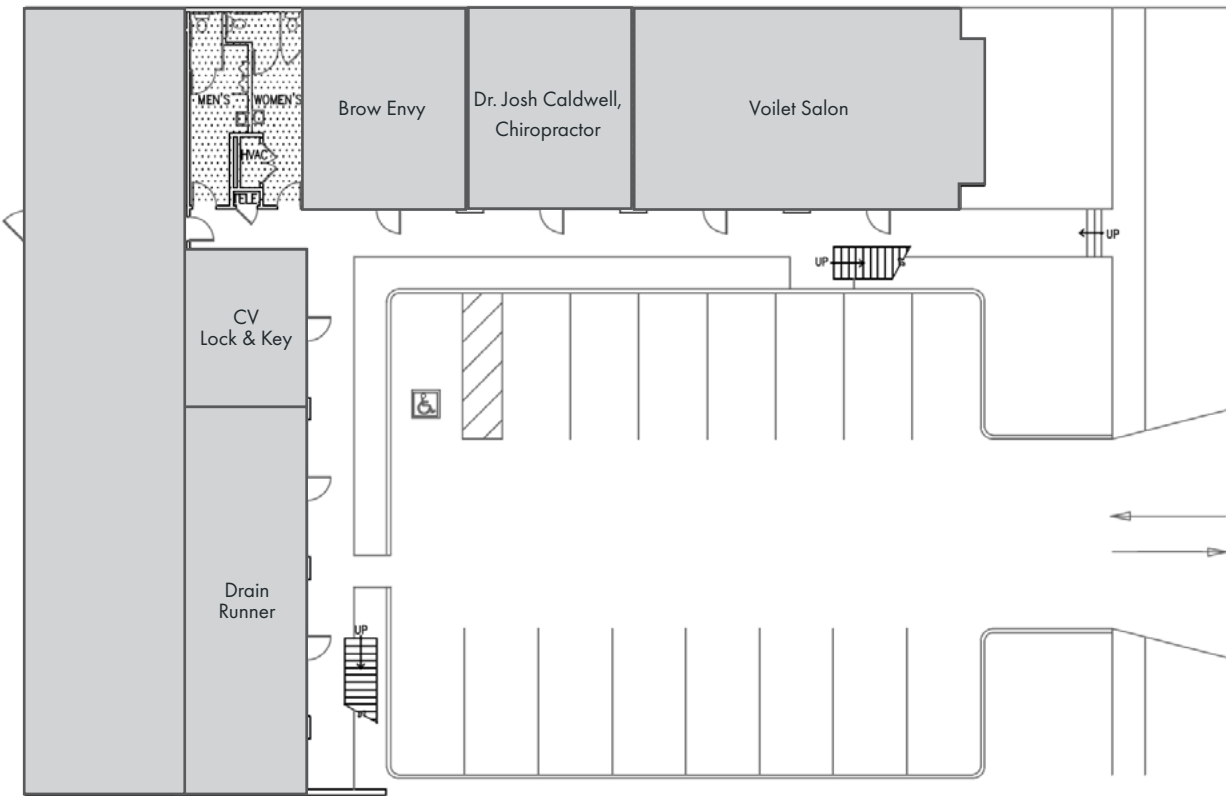 MEN'S
WOMEN'S
HVAC
ELE
Brow Envy
Dr. Josh Caldwell,
Chiropractor
Voilet Salon
UP
UP
CV
Lock & Key
Drain
Runner
UP